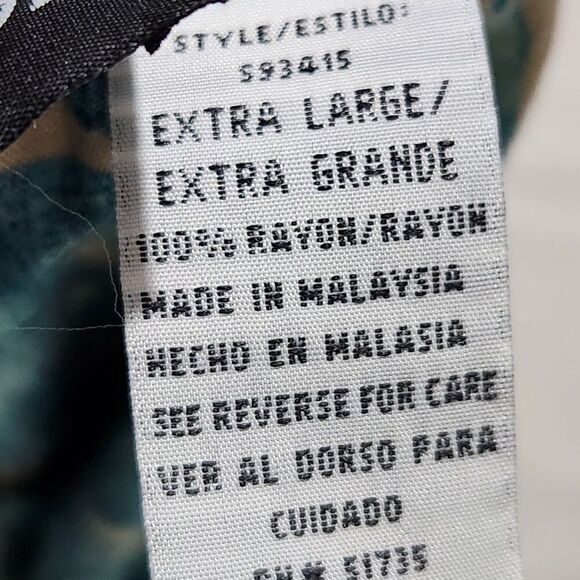 STYLE/ESTILO:
S93415
EXTRA LARGE/
EXTRA GRANDE
100% RAYON/RAYON
MADE IN MALAYSIA
HECHO EN MALASIA
SEE REVERSE FOR CARE
VER AL DORSO PARA
CUIDADO
51735